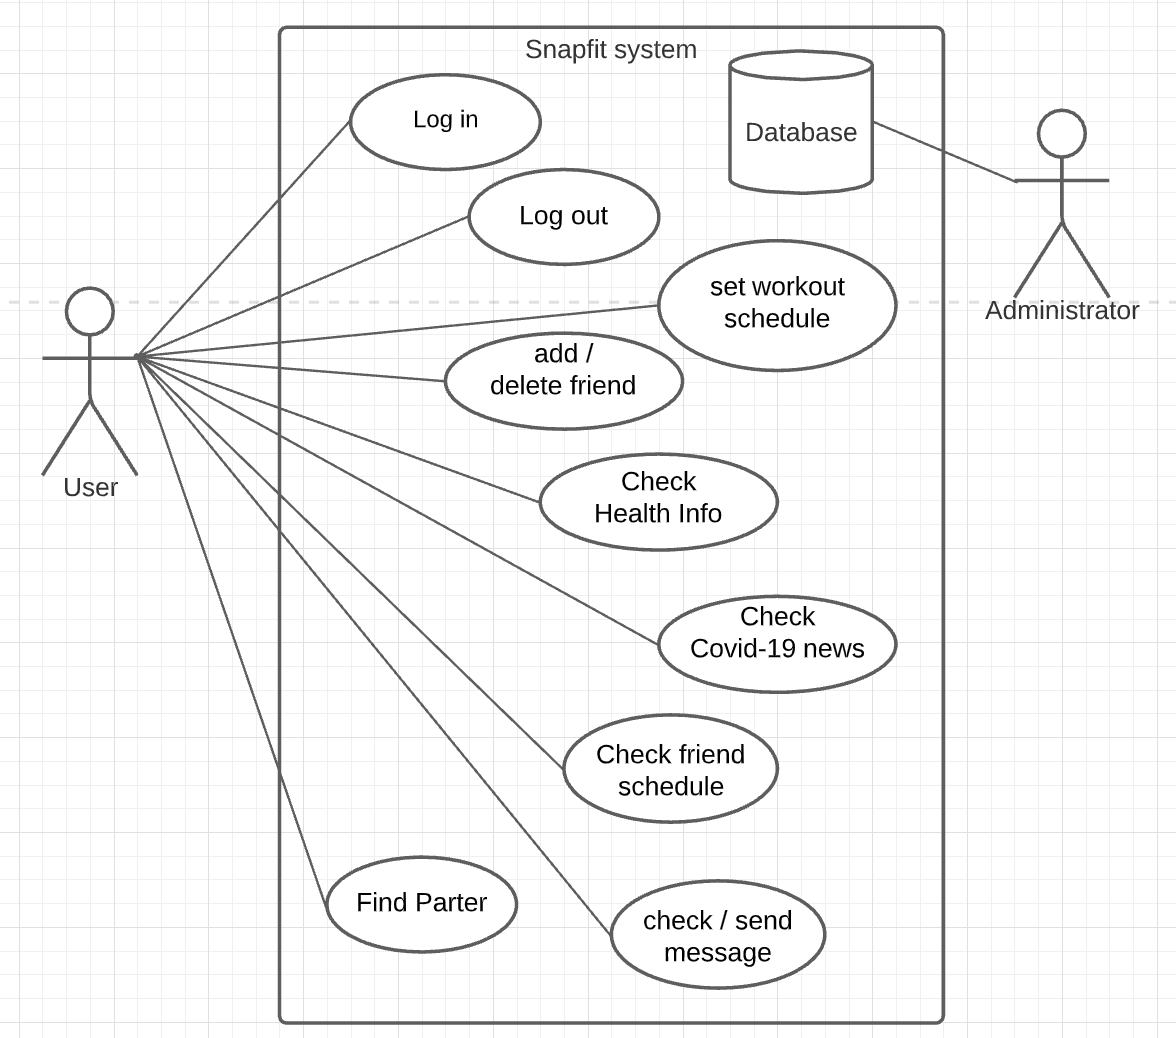 Snapfit system
Log in
Database
Log out
set workout
schedule
Administrator
add /
delete friend
User
Check
Health Info
Check
Covid-19 news
Check friend
schedule
Find Parter
check / send
message